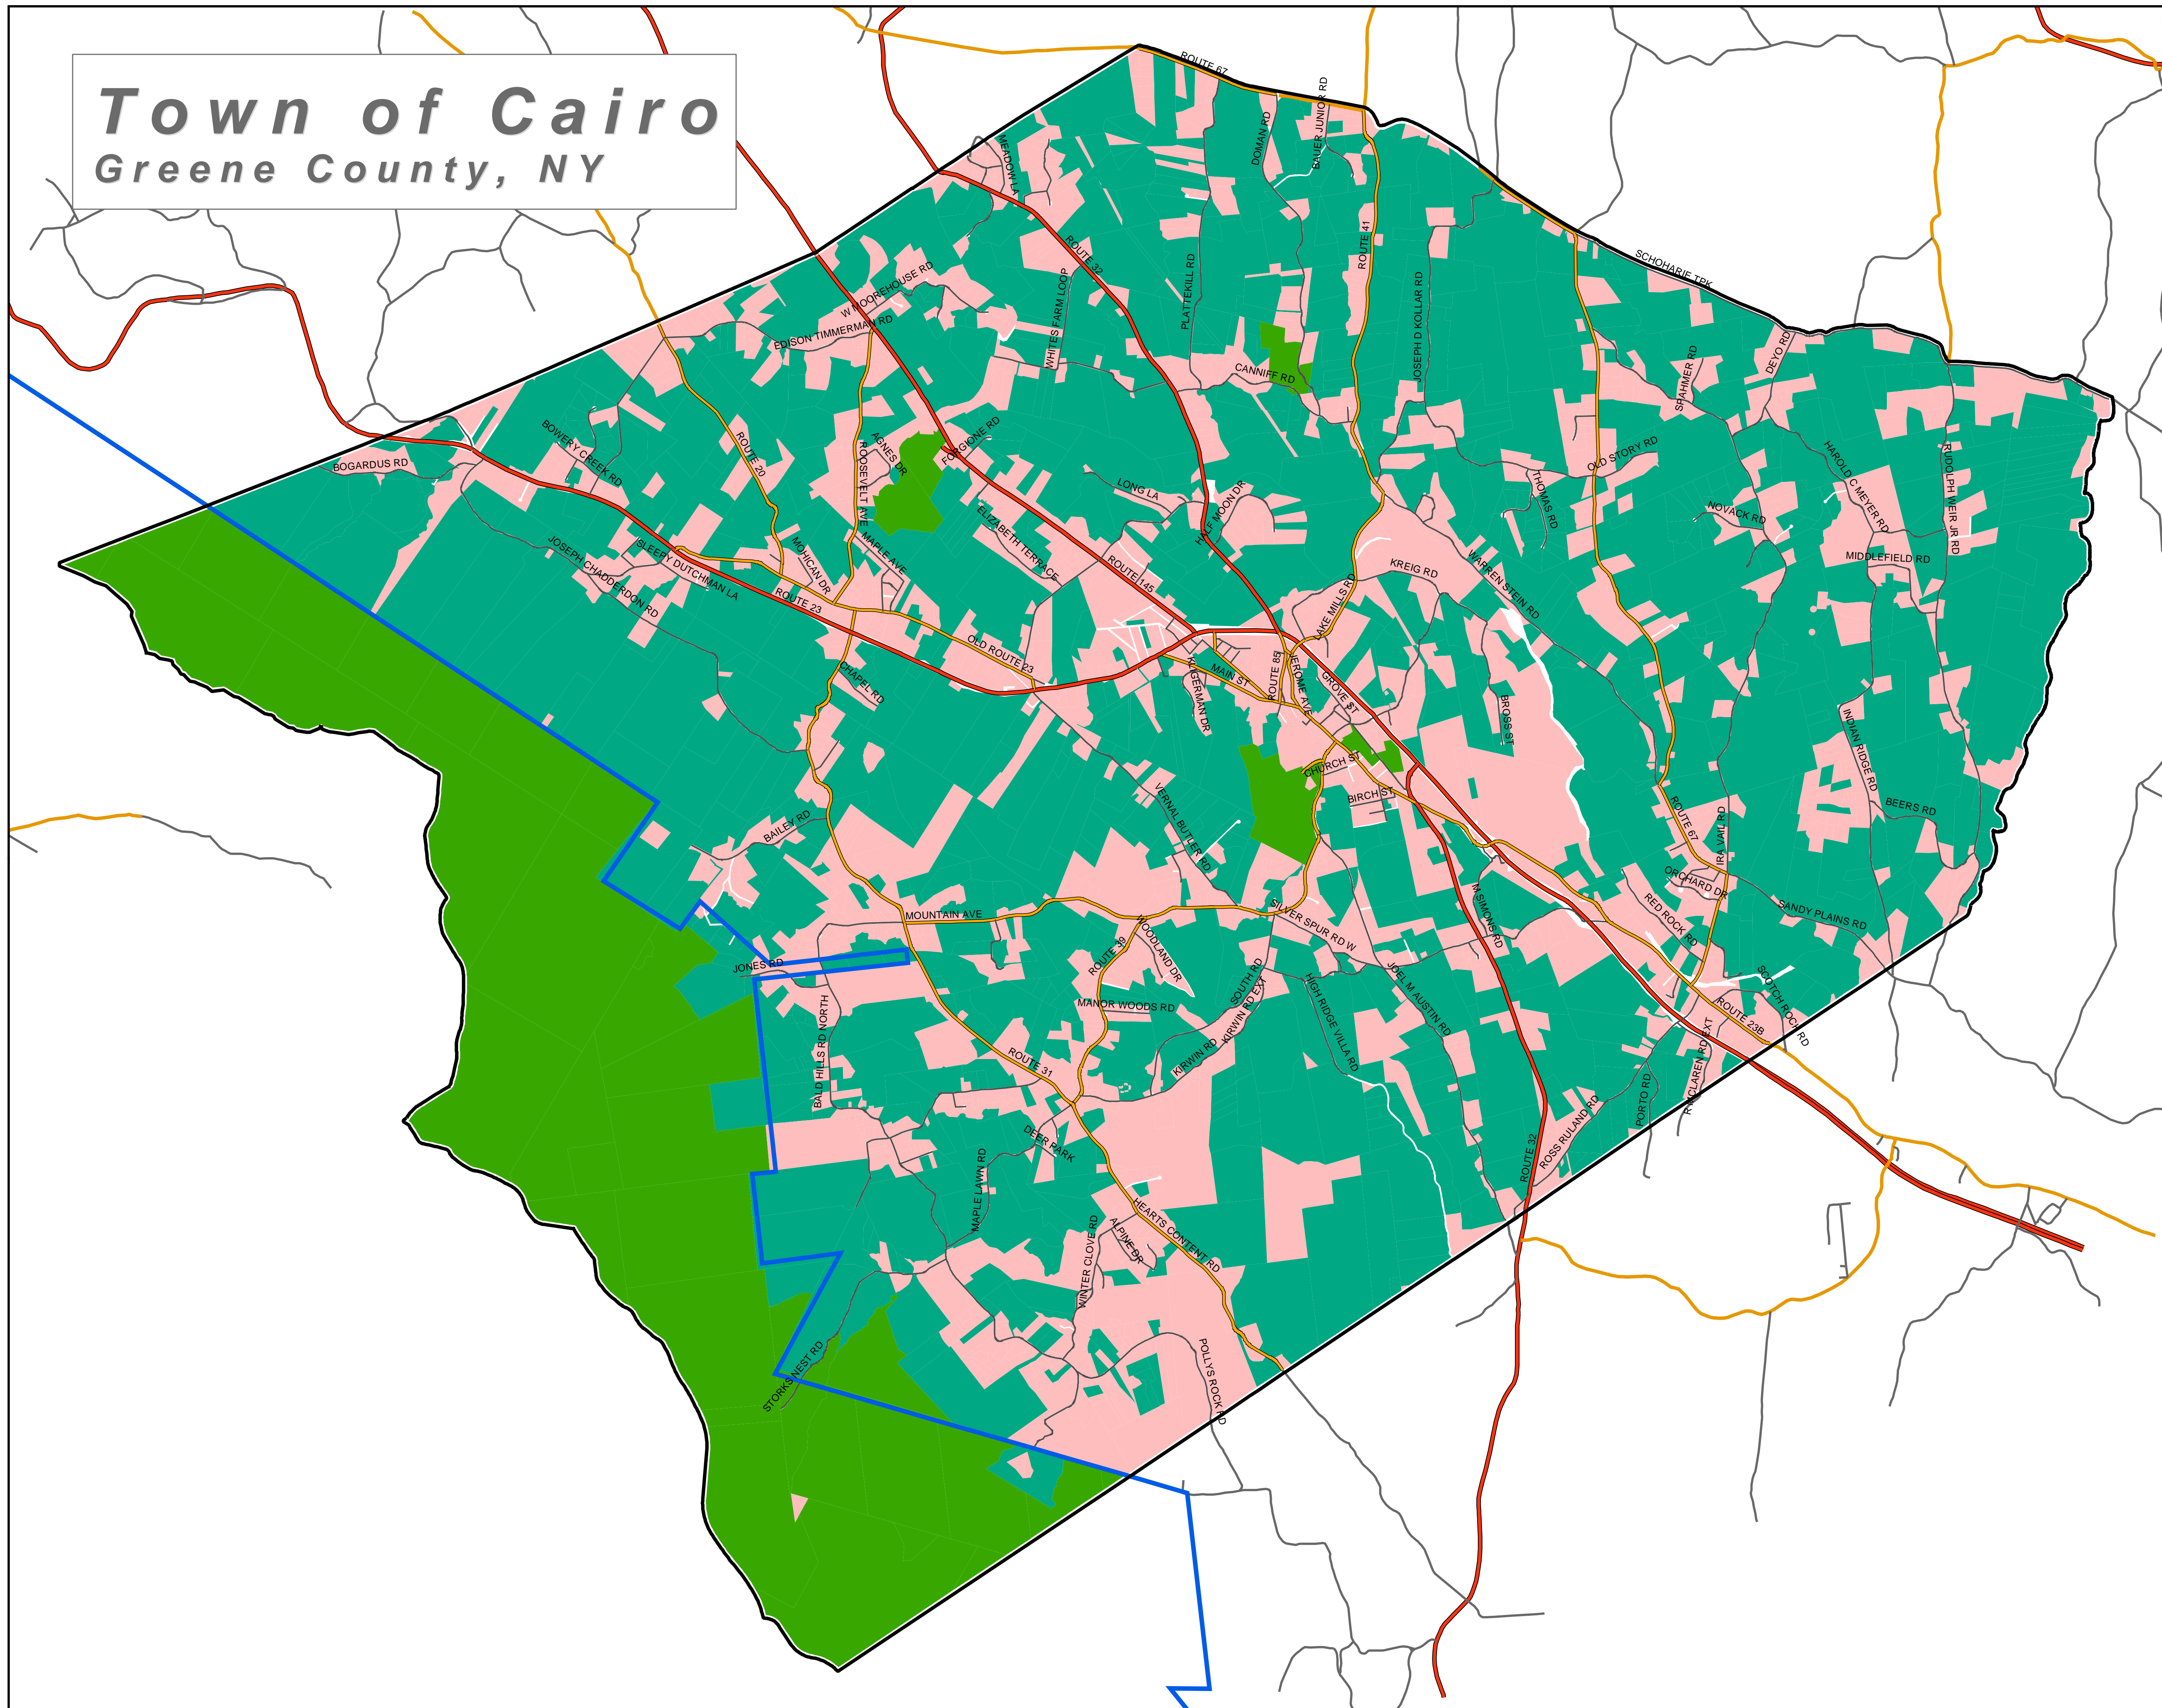 Town of Cairo
Greene County, NY
ROUTE 67
BAUER JUNIOR RD
DOMAN RD
MEADOW LA
ROUTE 41
ROUTE 32
SCHOHARIE TPK
W MOOREHOUSE RD
EDISON TIMMERMAN RD
WHITES FARM LOOP
PLATTEKILL RD
JOSEPH D KOLLAR RD
CANNIFF RD
SPAHMER RD
DEYO RD
BOWERY CREEK RD
BOGARDUS RD
ROUTE 20
ROOSEVELT AVE
AGNES DR
FORGIONE RD
LONG LA
HALF MOON DR
OLD STORY RD
THOMAS RD
HAROLD C MEYER RD
RUDOLPH WEIR JR RD
NOVACK RD
MIDDLEFIELD RD
ELIZABETH TERRACE
JOSEPH CHADDERDON RD
SLEEPY DUTCHMAN LA
MOHICAN DR
MAPLE AVE
ROUTE 145
KREIG RD
WARREN STEIN RD
ROUTE 23
LAKE MILLS RD
OLD ROUTE 23
CHAPEL RD
KLIGERMAN DR
MAIN ST
ROUTE 85
JEROME AVE
GROVE ST
BROSS ST
INDIAN RIDGE RD
CHURCH ST
BIRCH ST
BAILEY RD
VERNAL BUTLER RD
ROUTE 67
IRA VAIL RD
BEERS RD
ORCHARD DR
RED ROCK RD
SANDY PLAINS RD
MOUNTAIN AVE
SILVER SPUR RD W
M SIMONS RD
WOODLAND DR
ROUTE 39
JONES RD
SOUTH RD
KIRWIN RD EXT
HIGH RIDGE VILLA RD
JOEL M AUSTIN RD
SCOTCH ROCK RD
ROUTE 23B
MANOR WOODS RD
BALD HILLS RD NORTH
KIRWIN RD
ROUTE 31
PORTO RD
ROSS RULAND RD
ROUTE 32
DEER PARK
MAPLE LAWN RD
HEARTS CONTENT RD
ALPINE DR
WINTER CLOVE RD
STORKS NEST RD
POLLYS ROCK RD